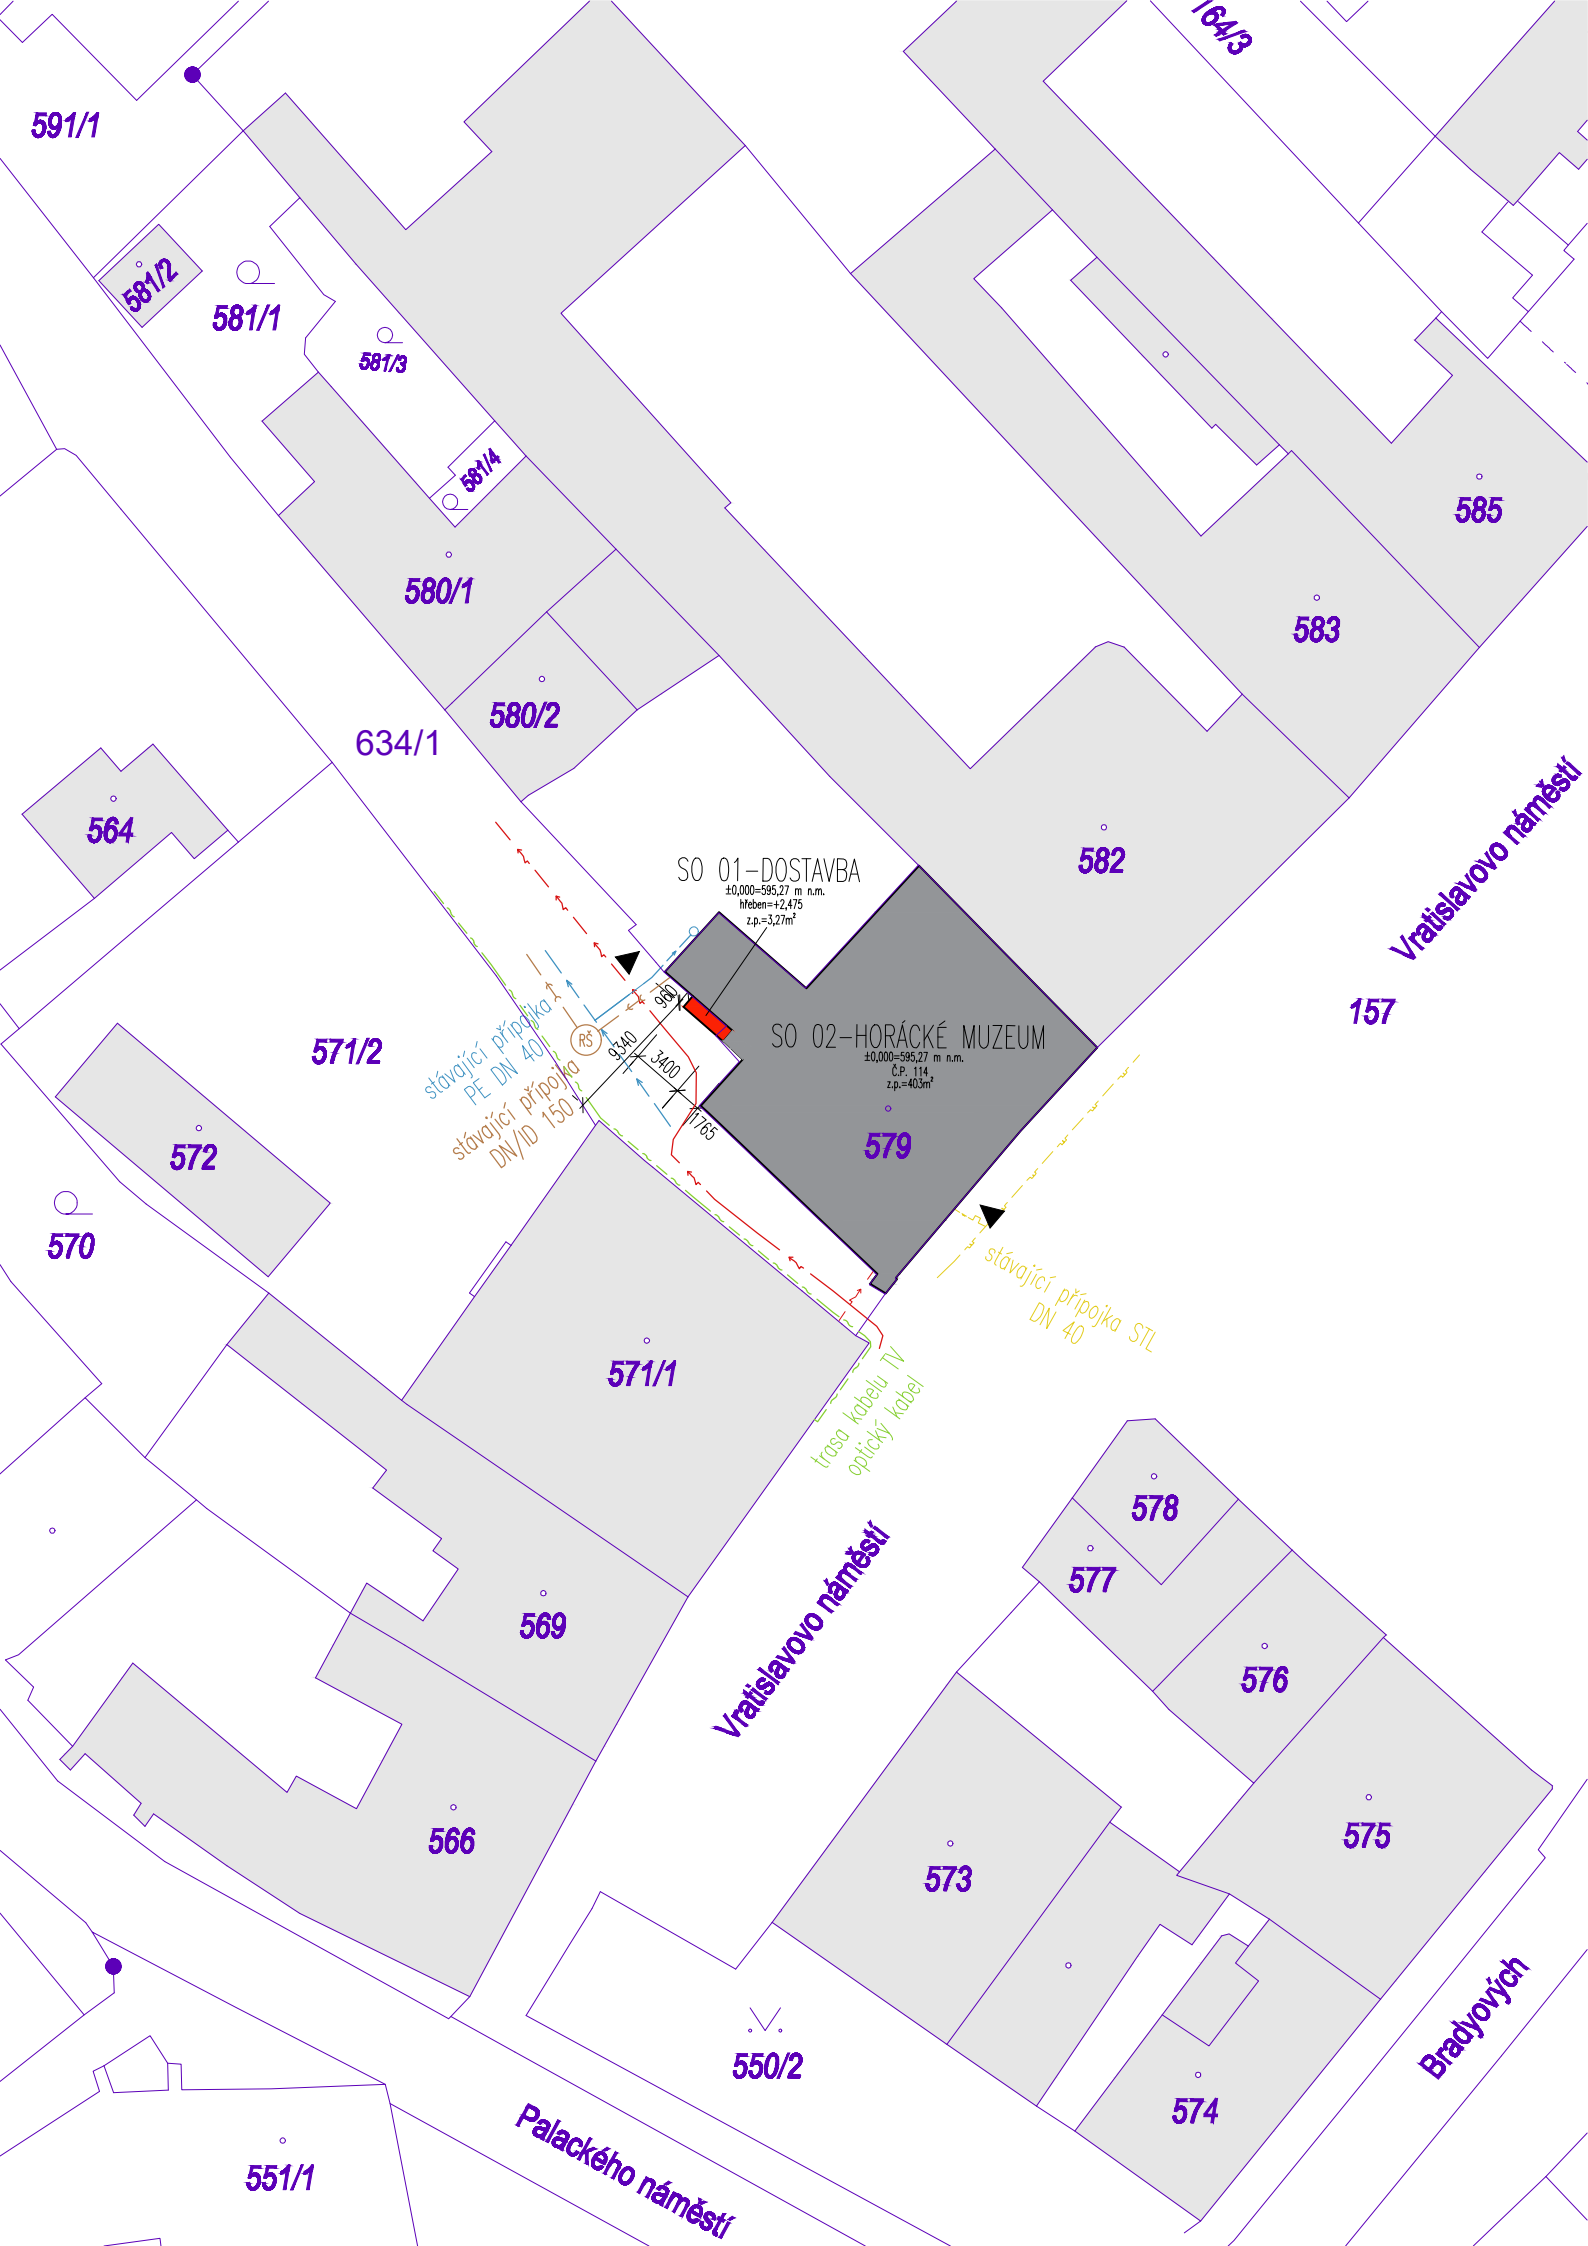 764/3
591/1
581/2
581/1
581/3
581/4
585
580/1
583
580/2
634/1
564
582
Vratislavovo náměstí
SO 01-DOSTAVBA
±0,000=595,27 m n.m.
hřeben=+2,475
z.p.=3,27m²
157
960
SO 02-HORÁCKÉ MUZEUM
±0,000=595,27 m n.m.
Č.P. 114
z.p.=403m²
stávající přípojka
PE DN 40
RŠ
9340
3400
1765
stávající přípojka
DN/ID 150
571/2
572
579
570
stávající přípojka STL
DN 40
571/1
trasa kabelu TV
optický kabel
578
577
569
Vratislavovo náměstí
576
566
575
573
Bradyových
550/2
574
Palackého náměstí
551/1